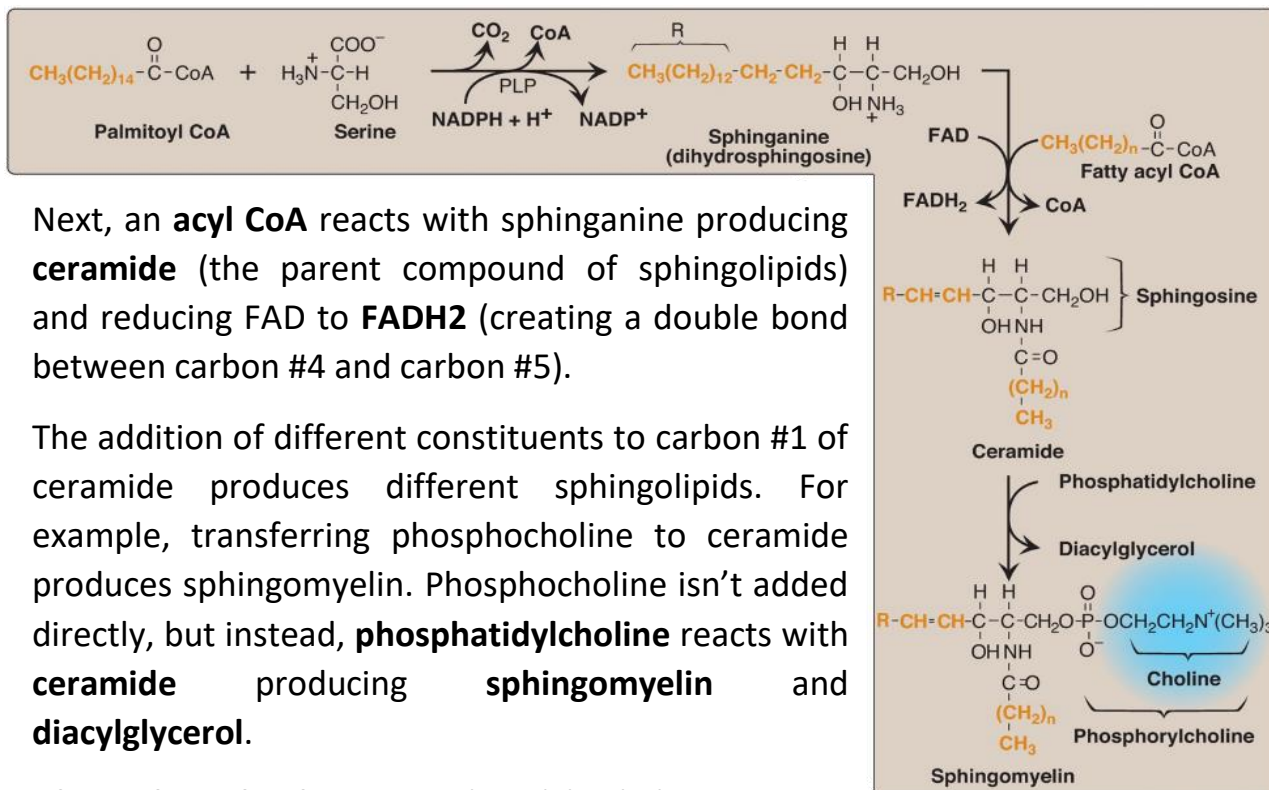 CO₂ CoA
R
H H
O
CH₃(CH₂)₁₄-C-CoA + H₃N⁺-C-H
COO⁻
CH₂OH
PLP
NADPH + H⁺ NADP⁺
CH₃(CH₂)₁₂-CH₂-CH₂-C-C-CH₂OH
OH NH₃
+
Palmitoyl CoA Serine
Sphinganine
(dihydrosphingosine)
FAD
O
CH₃(CH₂)ₙ-C-CoA
Fatty acyl CoA
FADH₂ CoA
Next, an acyl CoA reacts with sphinganine producing
ceramide (the parent compound of sphingolipids)
and reducing FAD to FADH2 (creating a double bond
between carbon #4 and carbon #5).
The addition of different constituents to carbon #1 of
ceramide produces different sphingolipids. For
example, transferring phosphocholine to ceramide
produces sphingomyelin. Phosphocholine isn’t added
directly, but instead, phosphatidylcholine reacts with
ceramide producing sphingomyelin and
diacylglycerol.
H H
R-CH=CH-C-C-CH₂OH Sphingosine
OH NH
C=O
(CH₂)ₙ
CH₃
Ceramide
Phosphatidylcholine
Diacylglycerol
H H O
R-CH=CH-C-C-CH₂O-P-OCH₂CH₂N⁺(CH₃)₃
OH NH O⁻
C=O
(CH₂)ₙ
CH₃
Choline
Phosphorylcholine
Sphingomyelin